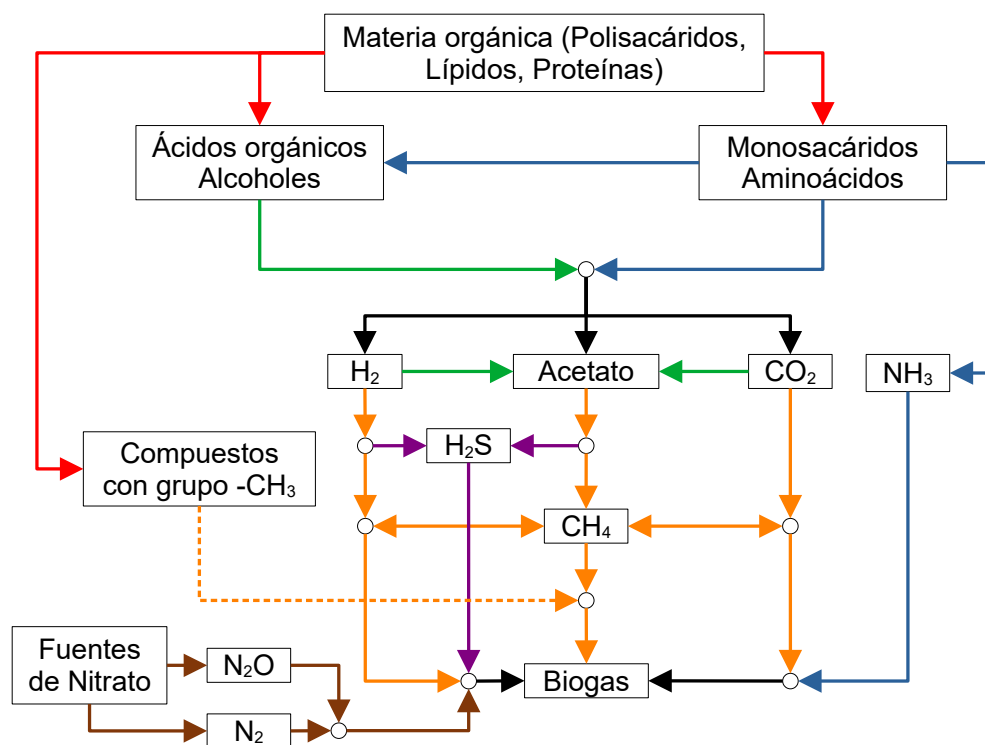 Materia orgánica (Polisacáridos,
Lípidos, Proteínas)
Ácidos orgánicos
Alcoholes
Monosacáridos
Aminoácidos
H₂
Acetato
CO₂
NH₃
H₂S
Compuestos
con grupo -CH₃
CH₄
Fuentes
de Nitrato
N₂O
Biogas
N₂